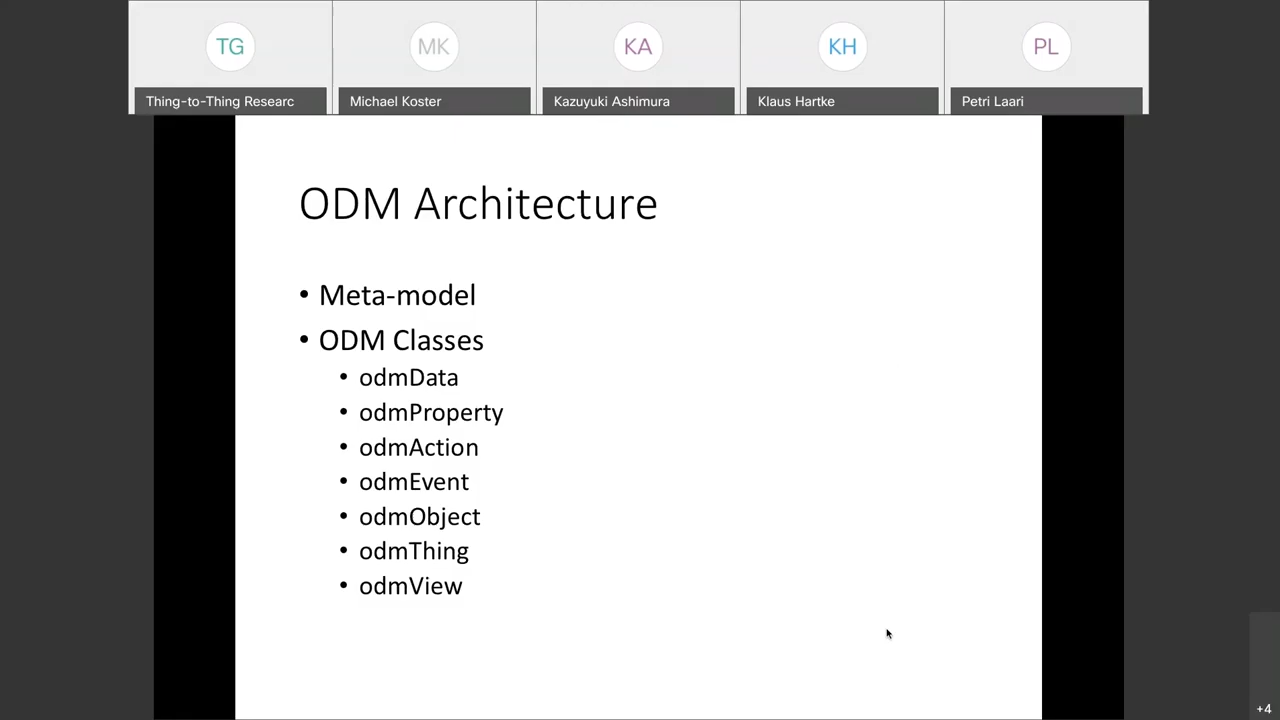 TG
MK
KA
KH
PL
Thing-to-Thing Researc
Michael Koster
Kazuyuki Ashimura
Klaus Hartke
Petri Laari
ODM Architecture
• Meta-model
• ODM Classes
• odmData
• odmProperty
• odmAction
• odmEvent
• odmObject
• odmThing
• odmView
+4